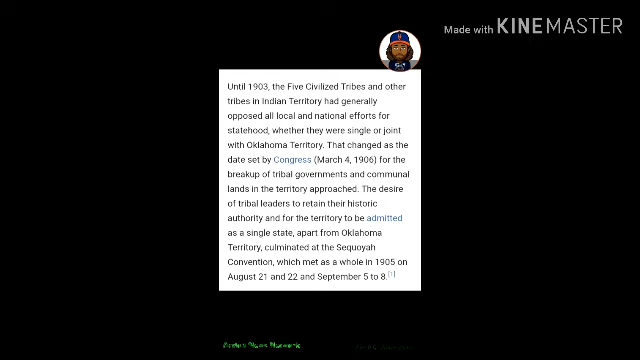 Made with KINEMASTER
Until 1903, the Five Civilized Tribes and other
tribes in Indian Territory had generally
opposed all local and national efforts for
statehood, whether they were single or joint
with Oklahoma Territory. That changed as the
date set by Congress (March 4, 1906) for the
breakup of tribal governments and communal
lands in the territory approached. The desire
of tribal leaders to retain their historic
authority and for the territory to be admitted
as a single state, apart from Oklahoma
Territory, culminated at the Sequoyah
Convention, which met as a whole in 1905 on
August 21 and 22 and September 5 to 8.[1]